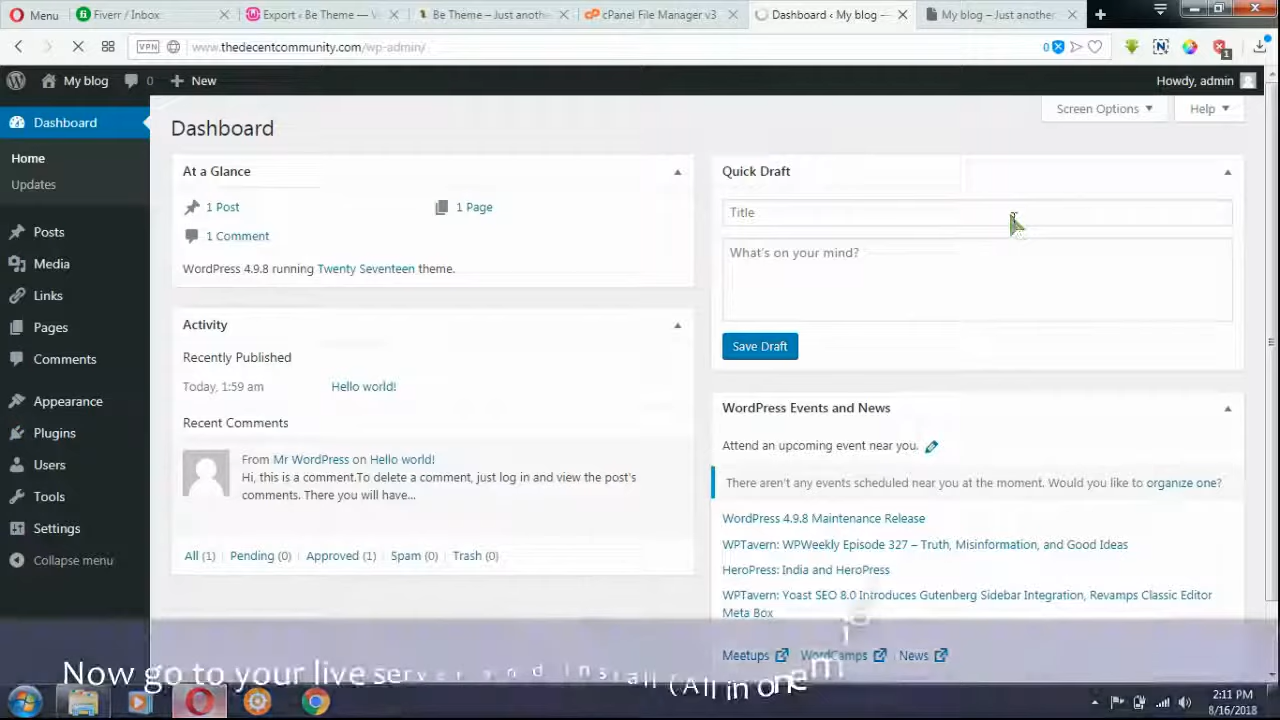 Menu
Fiverr / Inbox
Export ‹ Be Theme — V
Be Theme – Just anothe
cPanel File Manager v3
Dashboard ‹ My blog —
My blog – Just another
VPN
www.thedecentcommunity.com/wp-admin/
0
1
My blog
0
New
Howdy, admin
Screen Options
Help
Dashboard
Home
Updates
Posts
Media
Links
Pages
Comments
Appearance
Plugins
Users
Tools
Settings
Collapse menu
Dashboard
At a Glance
1 Post
1 Page
1 Comment
WordPress 4.9.8 running Twenty Seventeen theme.
Activity
Recently Published
Today, 1:59 am
Hello world!
Recent Comments
From Mr WordPress on Hello world!
Hi, this is a comment.To delete a comment, just log in and view the post's
comments. There you will have...
All (1)
Pending (0)
Approved (1)
Spam (0)
Trash (0)
Quick Draft
Title
What's on your mind?
Save Draft
WordPress Events and News
Attend an upcoming event near you.
There aren't any events scheduled near you at the moment. Would you like to organize one?
WordPress 4.9.8 Maintenance Release
WPTavern: WPWeekly Episode 327 – Truth, Misinformation, and Good Ideas
HeroPress: India and HeroPress
WPTavern: Yoast SEO 8.0 Introduces Gutenberg Sidebar Integration, Revamps Classic Editor
Meta Box
Meetups
WordCamps
News
Now go to your live server and install (All in one mig
2:11 PM
8/16/2018